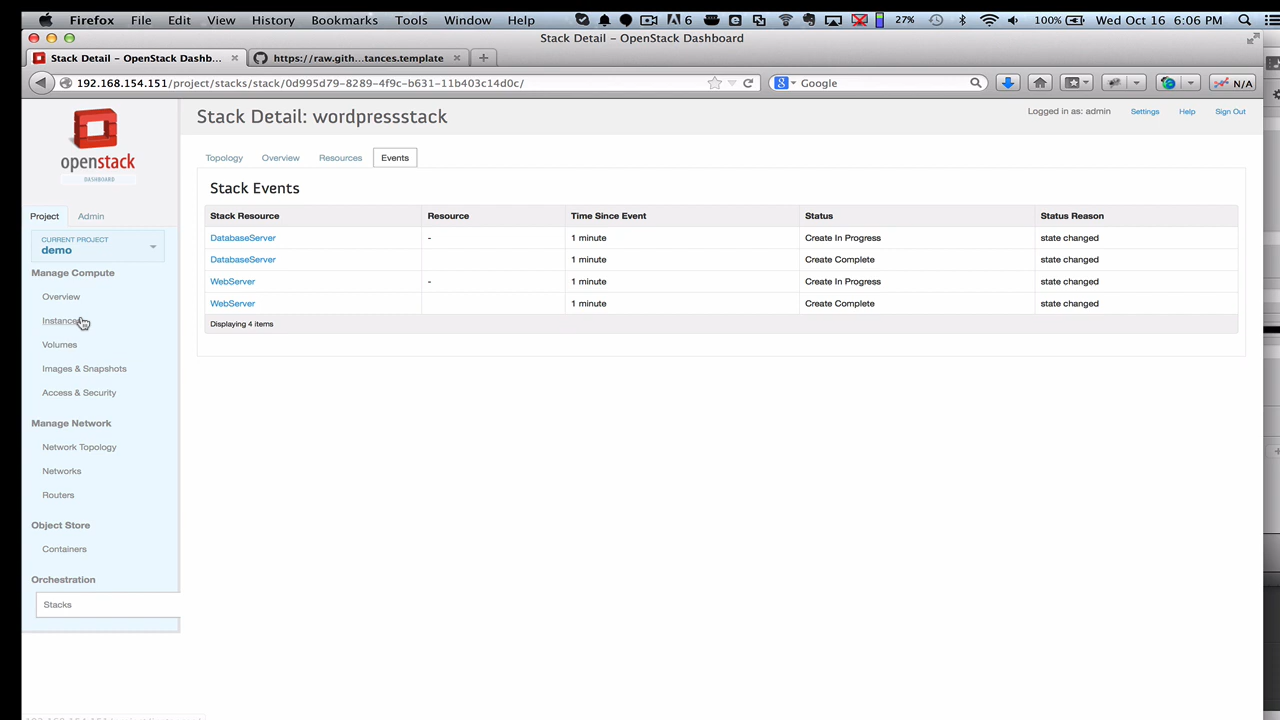 Firefox File Edit View History Bookmarks Tools Window Help 6 27% 100% Wed Oct 16 6:06 PM
Stack Detail – OpenStack Dashboard
Stack Detail – OpenStack Dashb... https://raw.gith...tances.template
192.168.154.151/project/stacks/stack/0d995d79-8289-4f9c-b631-11b403c14d0c/ Google N/A
openstack
DASHBOARD
Stack Detail: wordpressstack
Logged in as: admin Settings Help Sign Out
Project Admin
CURRENT PROJECT
demo
Manage Compute
Overview
Instances
Volumes
Images & Snapshots
Access & Security
Manage Network
Network Topology
Networks
Routers
Object Store
Containers
Orchestration
Stacks
Topology Overview Resources Events
Stack Events
Stack Resource Resource Time Since Event Status Status Reason
DatabaseServer - 1 minute Create In Progress state changed
DatabaseServer 1 minute Create Complete state changed
WebServer - 1 minute Create In Progress state changed
WebServer 1 minute Create Complete state changed
Displaying 4 items